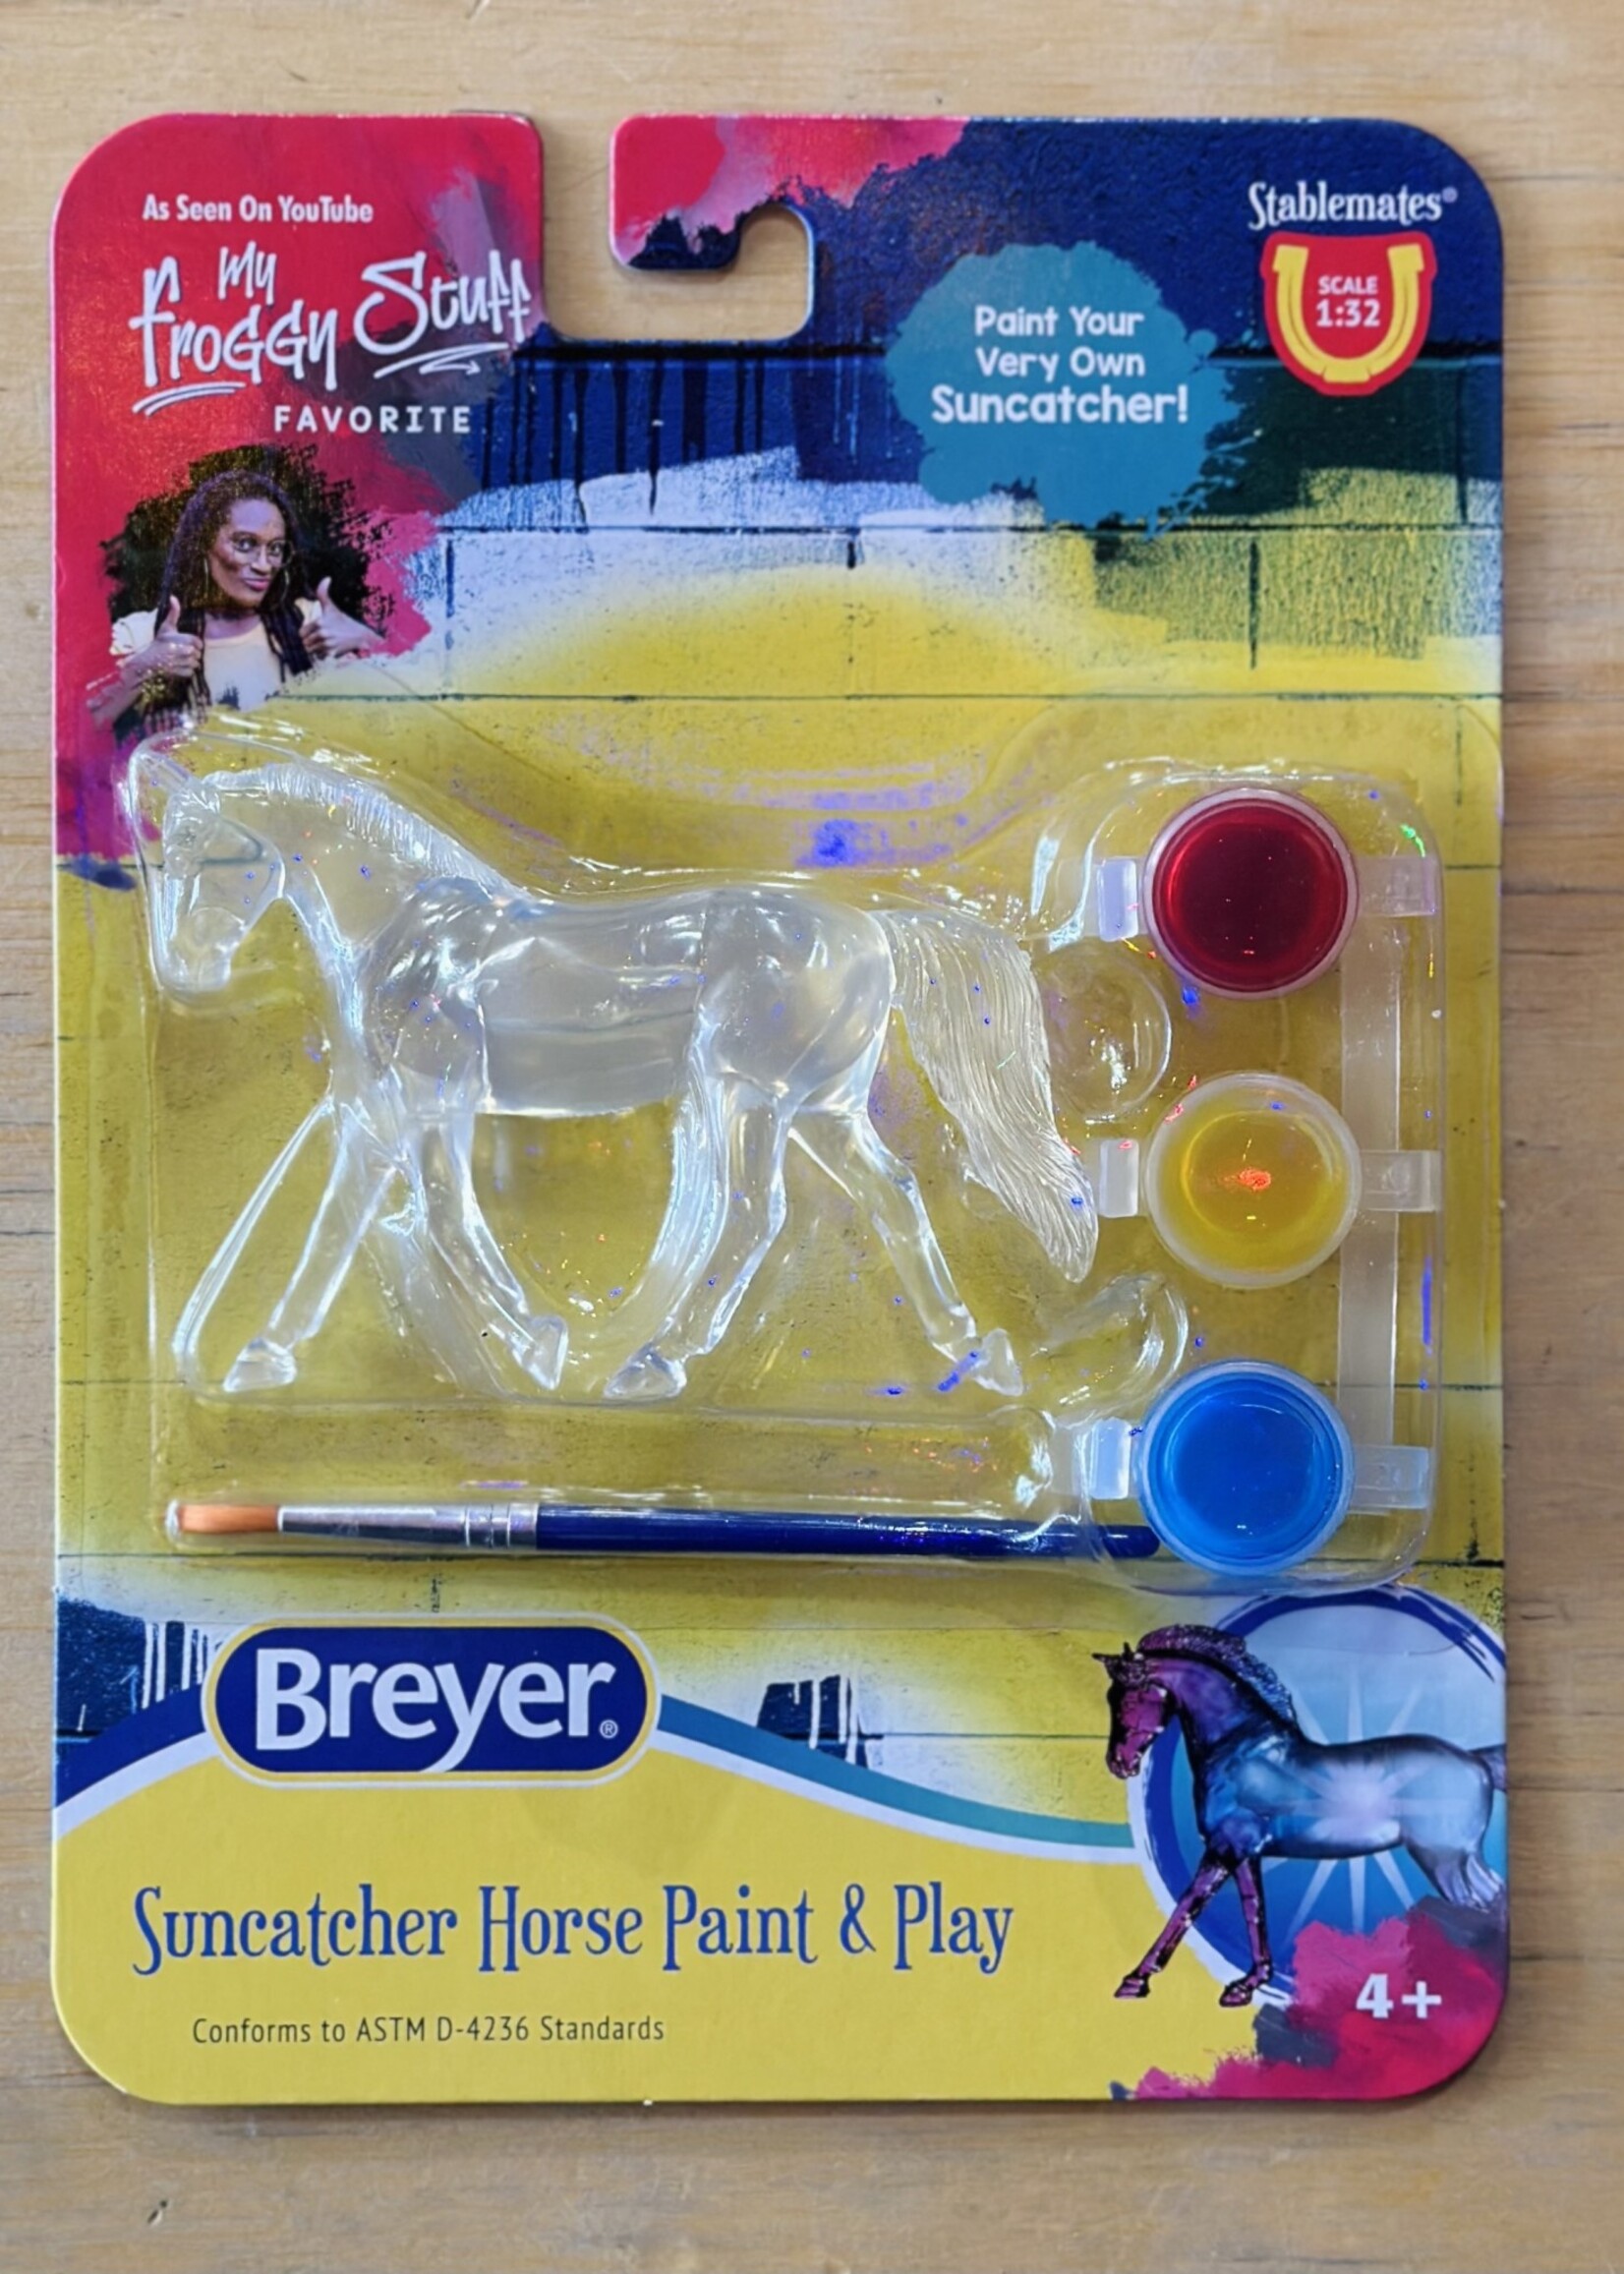 As Seen On YouTube
My
Froggy Stuff
FAVORITE
Stablemates®
SCALE
1:32
Paint Your
Very Own
Suncatcher!
Breyer®
Suncatcher Horse Paint & Play
4+
Conforms to ASTM D-4236 Standards